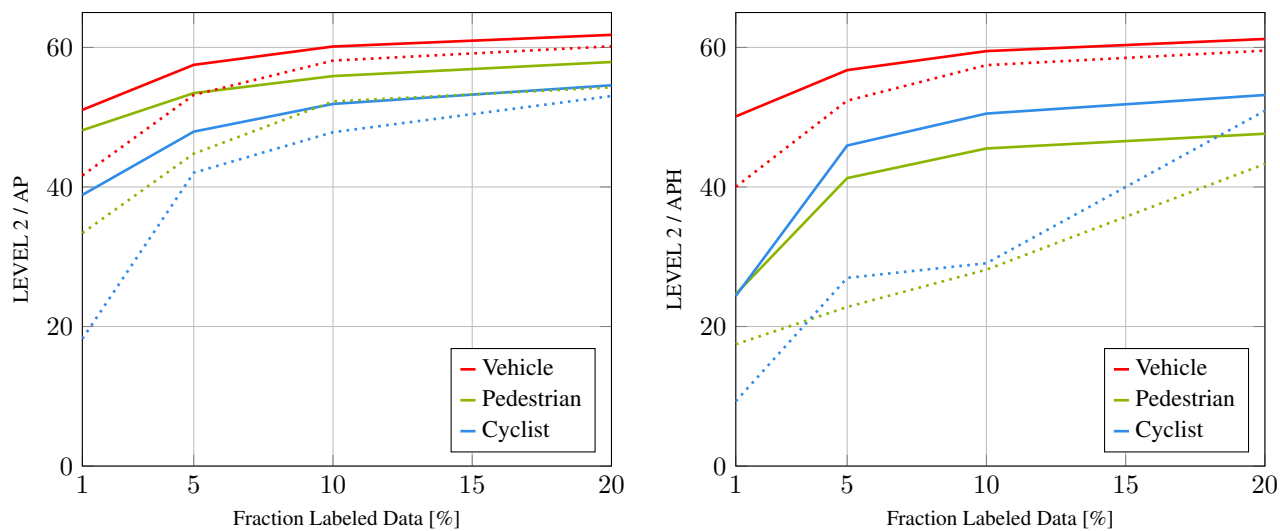 60
40
20
0
1 5 10 15 20
LEVEL 2 / AP
Fraction Labeled Data [%]
Vehicle
Pedestrian
Cyclist
60
40
20
0
1 5 10 15 20
LEVEL 2 / APH
Fraction Labeled Data [%]
Vehicle
Pedestrian
Cyclist